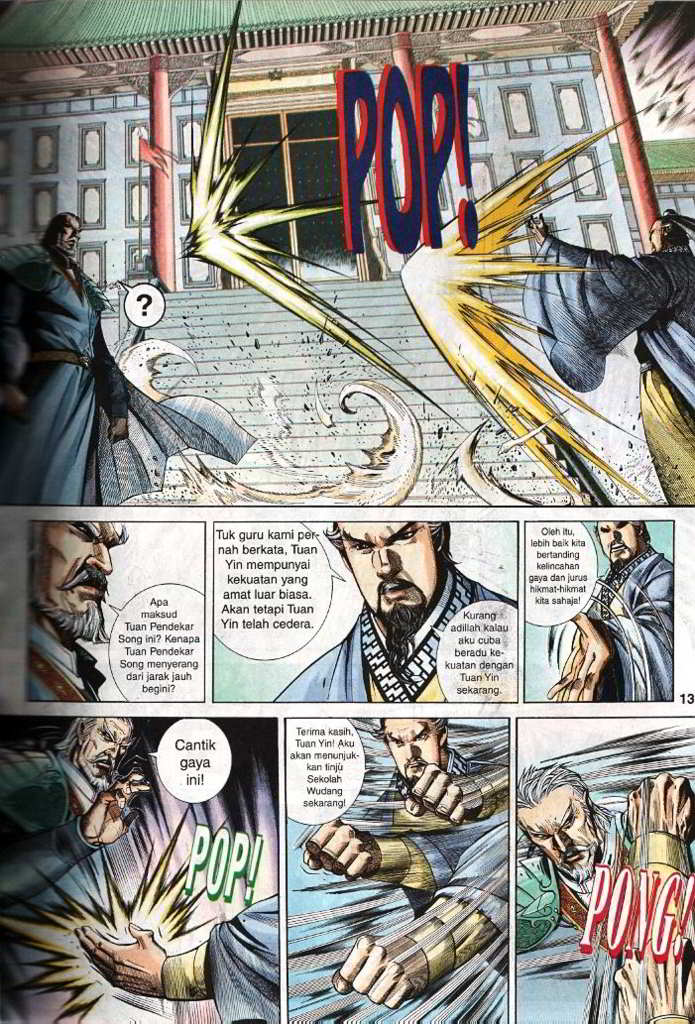 POP!
?
Apa
maksud
Tuan Pendekar
Song ini? Kenapa
Tuan Pendekar
Song menyerang
dari jarak jauh
begini?
Tuk guru kami per-
nah berkata, Tuan
Yin mempunyai
kekuatan yang
amat luar biasa.
Akan tetapi Tuan
Yin telah cedera.
Kurang
adillah kalau
aku cuba
beradu ke-
kuatan dengan
Tuan Yin
sekarang.
Oleh itu,
lebih baik kita
bertanding
kelincahan
gaya dan jurus
hikmat-hikmat
kita sahaja!
13
Cantik
gaya
ini!
POP!
Terima kasih,
Tuan Yin! Aku
akan menunjuk-
kan tinju
Sekolah
Wudang
sekarang!
PONG!